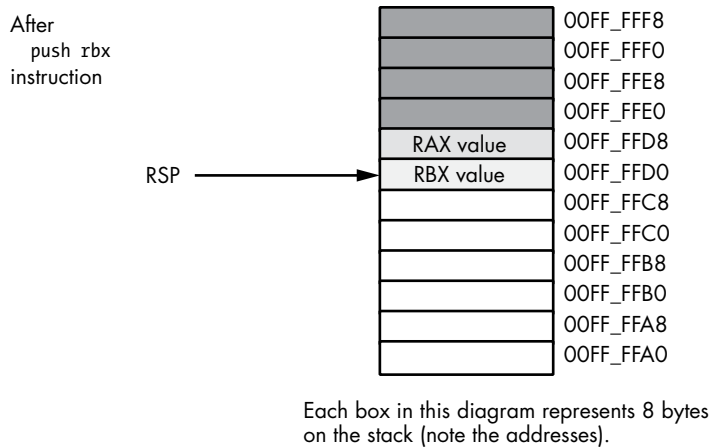 After
push rbx
instruction
00FF_FFF8
00FF_FFF0
00FF_FFE8
00FF_FFE0
RAX value 00FF_FFD8
RSP RBX value 00FF_FFD0
00FF_FFC8
00FF_FFC0
00FF_FFB8
00FF_FFB0
00FF_FFA8
00FF_FFA0
Each box in this diagram represents 8 bytes
on the stack (note the addresses).